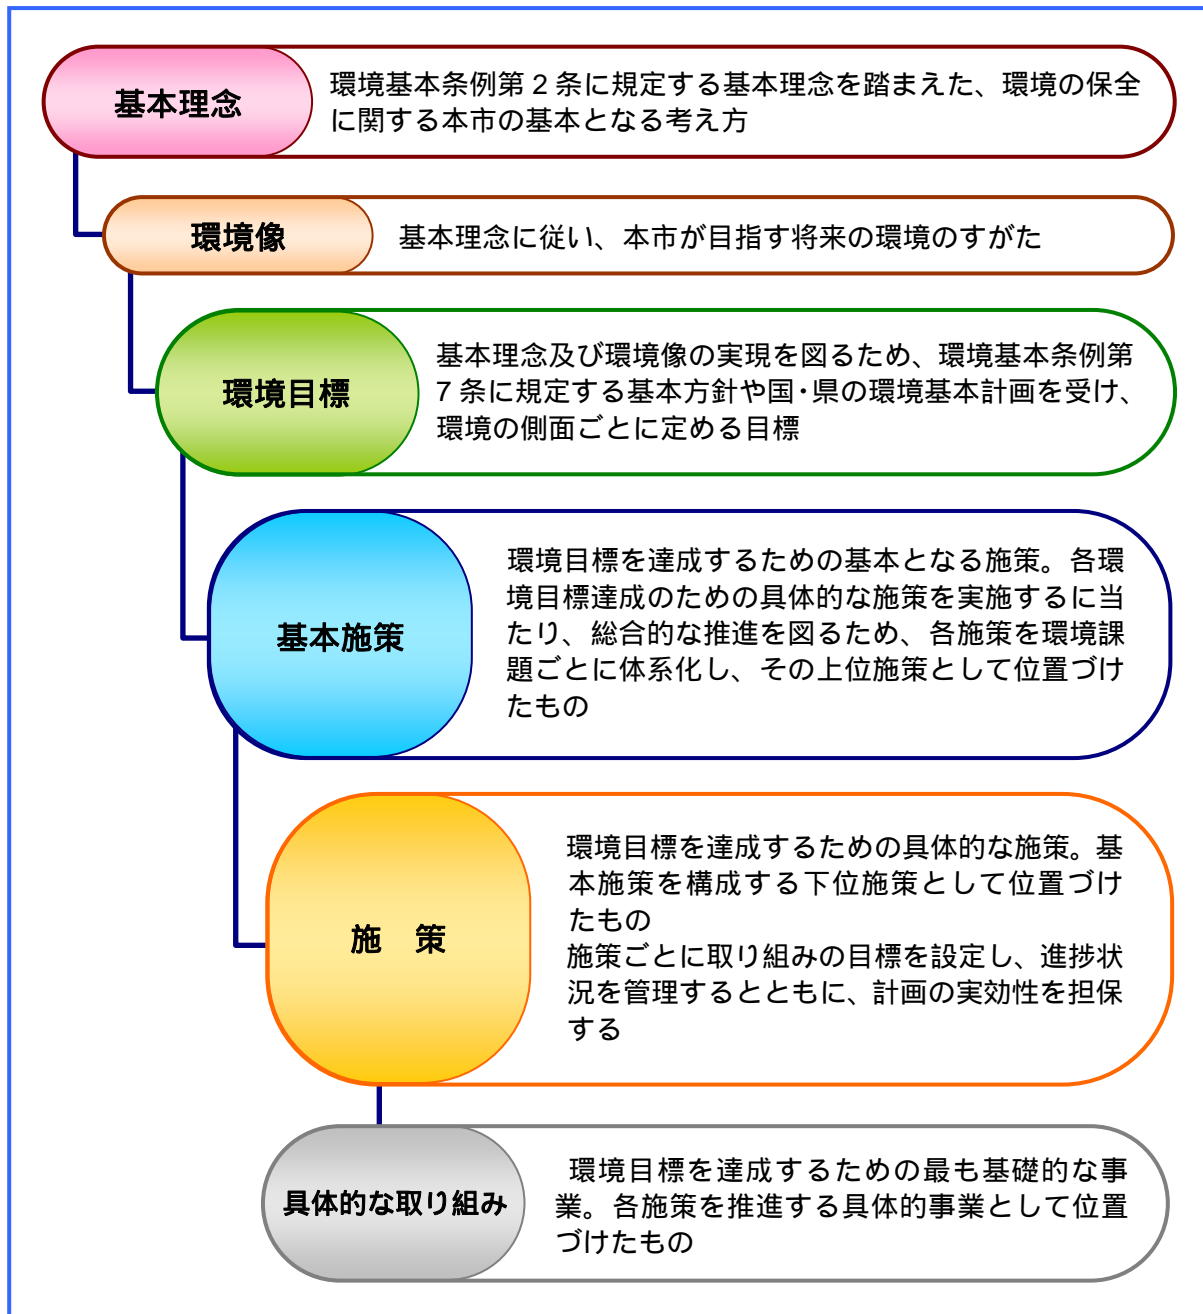 基本理念
環境基本条例第２条に規定する基本理念を踏まえた、環境の保全
に関する本市の基本となる考え方
環境像
基本理念に従い、本市が目指す将来の環境のすがた
環境目標
基本理念及び環境像の実現を図るため、環境基本条例第
７条に規定する基本方針や国・県の環境基本計画を受け、
環境の側面ごとに定める目標
基本施策
環境目標を達成するための基本となる施策。各環
境目標達成のための具体的な施策を実施するに当
たり、総合的な推進を図るため、各施策を環境課
題ごとに体系化し、その上位施策として位置づけ
たもの
施　策
環境目標を達成するための具体的な施策。基
本施策を構成する下位施策として位置づけ
たもの
施策ごとに取り組みの目標を設定し、進捗状
況を管理するとともに、計画の実効性を担保
する
具体的な取り組み
環境目標を達成するための最も基礎的な事
業。各施策を推進する具体的事業として位置
づけたもの